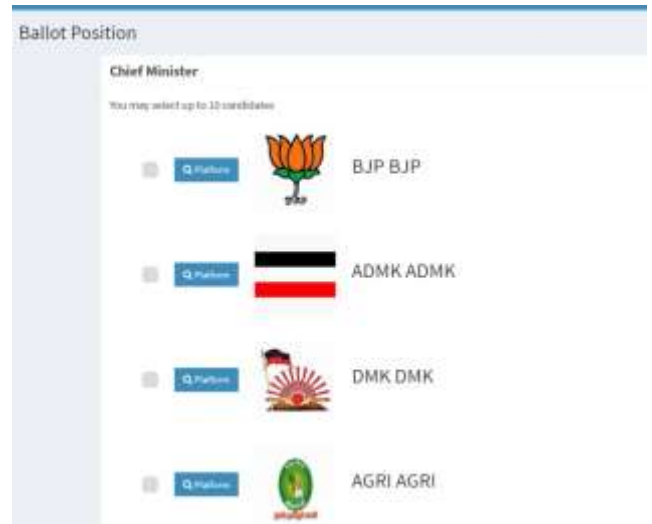 Ballot Position
Chief Minister
You may select up to 10 candidates
Platform
BJP BJP
Platform
ADMK ADMK
Platform
DMK DMK
Platform
AGRI AGRI